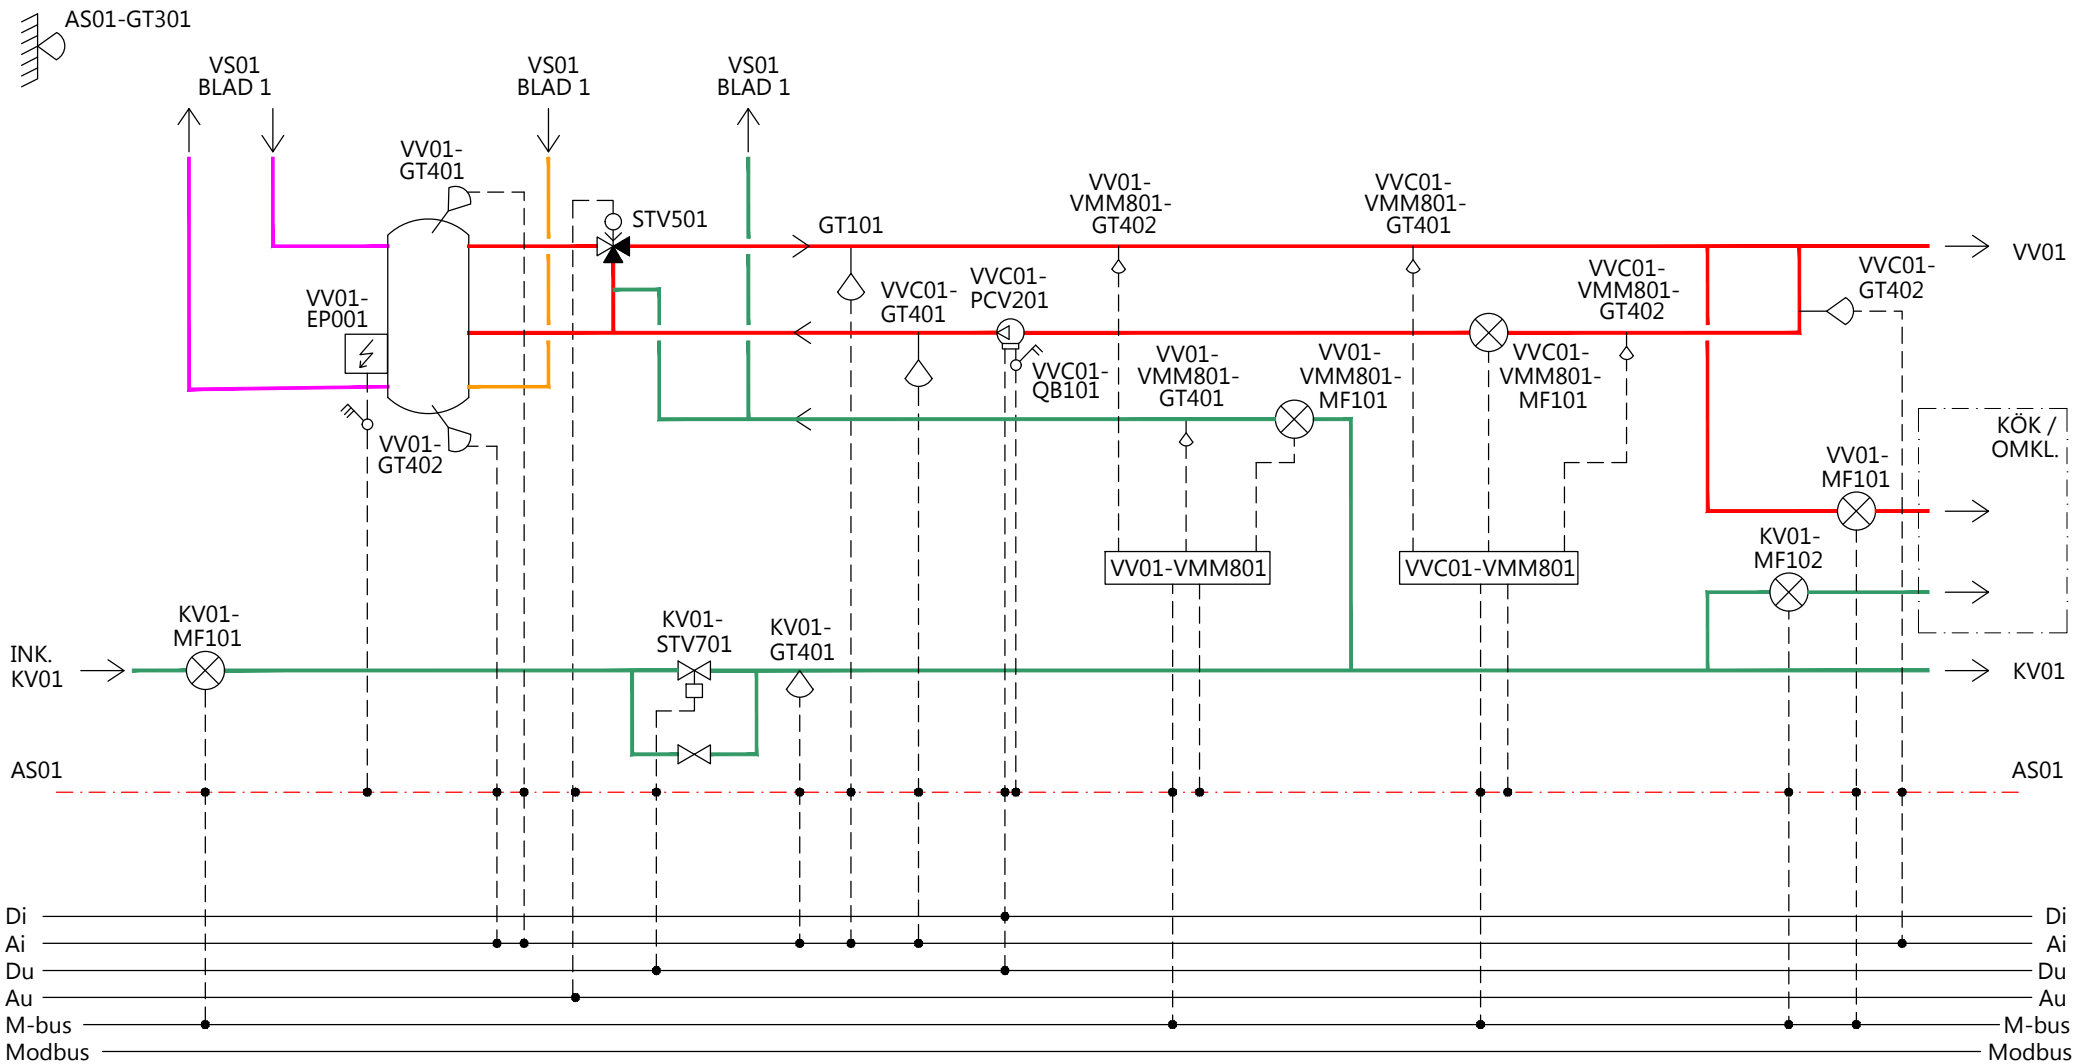 AS01-GT301
VS01
BLAD 1
VS01
BLAD 1
VS01
BLAD 1
VV01-
GT401
STV501
GT101
VV01-
VMM801-
GT402
VVC01-
VMM801-
GT401
VV01
VV01-
EP001
VVC01-
GT401
VVC01-
PCV201
VVC01-
VMM801-
GT402
VVC01-
GT402
VVC01-
QB101
VV01-
VMM801-
GT401
VV01-
VMM801-
MF101
VVC01-
VMM801-
MF101
VV01-
GT402
KÖK /
OMKL.
VV01-
MF101
KV01-
MF102
VV01-VMM801
VVC01-VMM801
KV01-
MF101
KV01-
STV701
KV01-
GT401
INK.
KV01
KV01
AS01
AS01
Di
Di
Ai
Ai
Du
Du
Au
Au
M-bus
M-bus
Modbus
Modbus